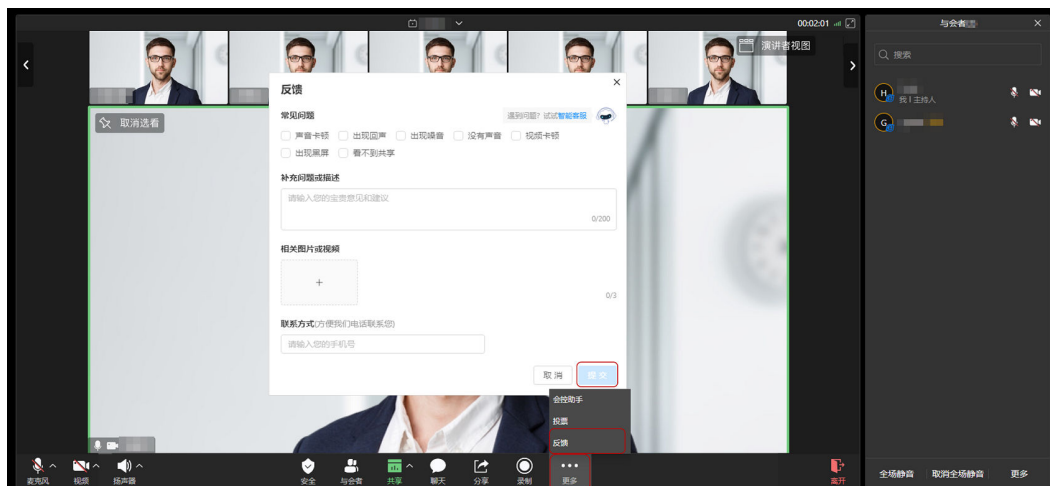 00:02:01
演讲者视图
取消选看
反馈
常见问题
遇到问题? 试试智能客服
声音卡顿 出现回声 出现噪音 没有声音 视频卡顿
出现黑屏 看不到共享
补充问题或描述
请输入您的宝贵意见和建议
0/200
相关图片或视频
+
0/3
联系方式(方便我们电话联系您)
请输入您的手机号
取消 提交
会控助手
投票
反馈
麦克风 视频 扬声器 安全 与会者 共享 聊天 分享 录制 更多 离开
与会者
搜索
H
我 | 主持人
G
全场静音 取消全场静音 更多